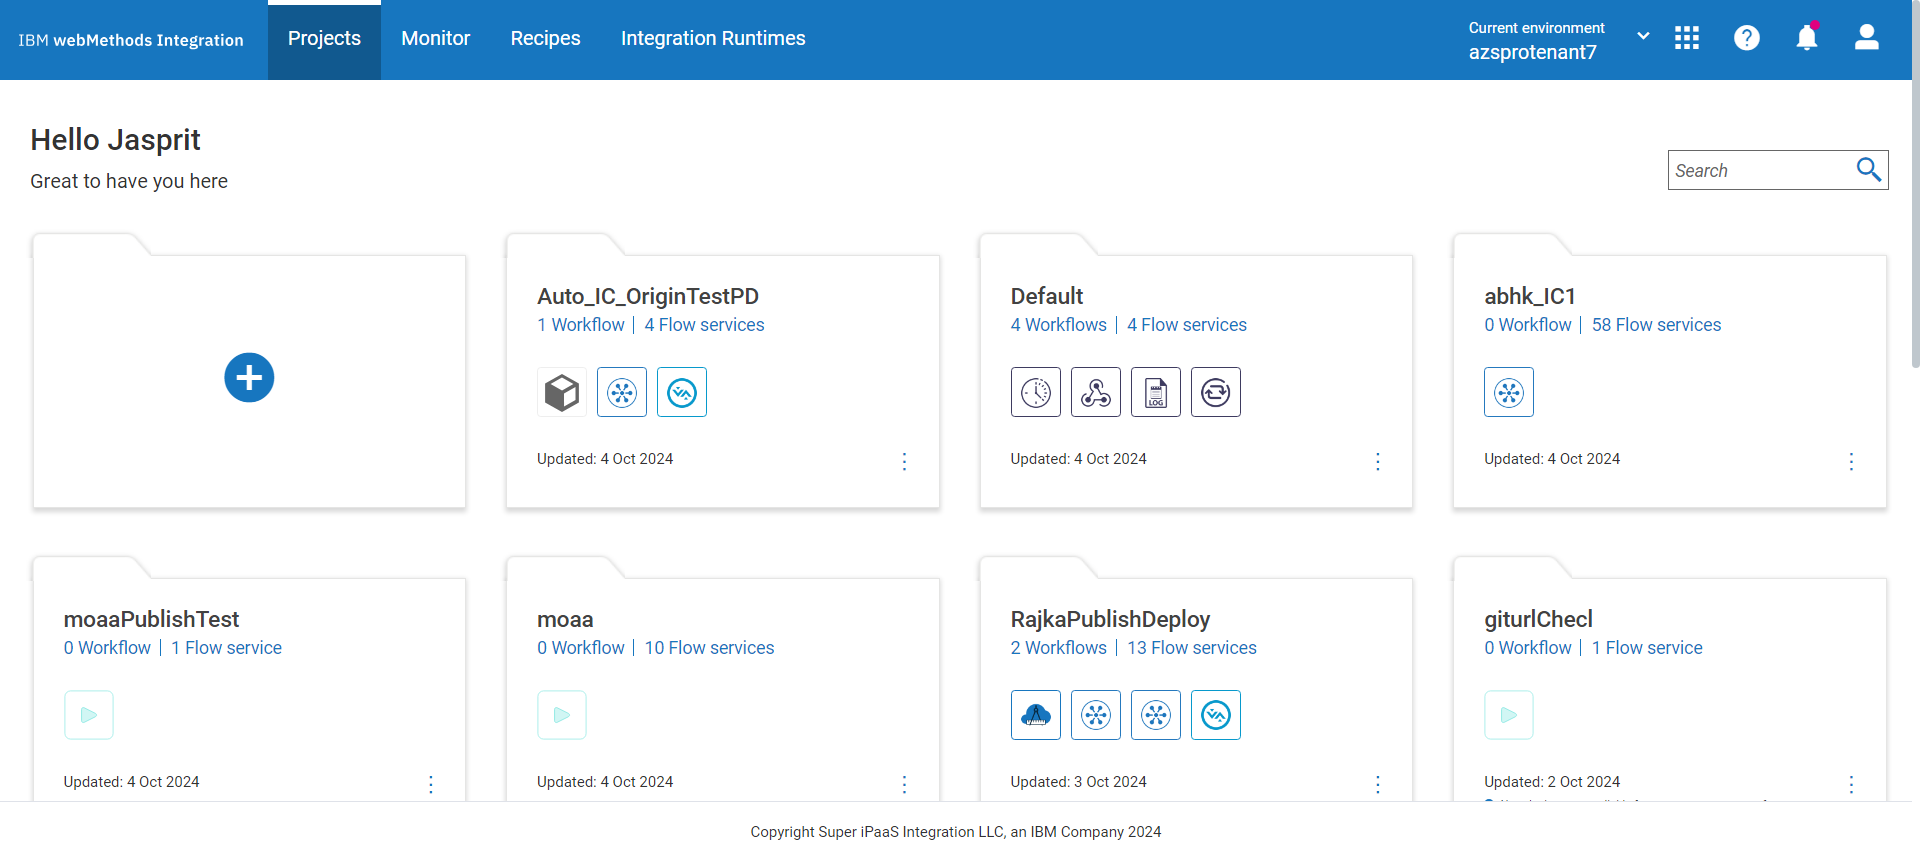 IBM webMethods Integration
Projects
Monitor
Recipes
Integration Runtimes
Current environment
azsprotenant7
Hello Jasprit
Great to have you here
Search
Auto_IC_OriginTestPD
1 Workflow | 4 Flow services
Updated: 4 Oct 2024
Default
4 Workflows | 4 Flow services
LOG
Updated: 4 Oct 2024
abhk_IC1
0 Workflow | 58 Flow services
Updated: 4 Oct 2024
moaaPublishTest
0 Workflow | 1 Flow service
Updated: 4 Oct 2024
moaa
0 Workflow | 10 Flow services
Updated: 4 Oct 2024
RajkaPublishDeploy
2 Workflows | 13 Flow services
Updated: 3 Oct 2024
giturlChecl
0 Workflow | 1 Flow service
Updated: 2 Oct 2024
Copyright Super iPaaS Integration LLC, an IBM Company 2024